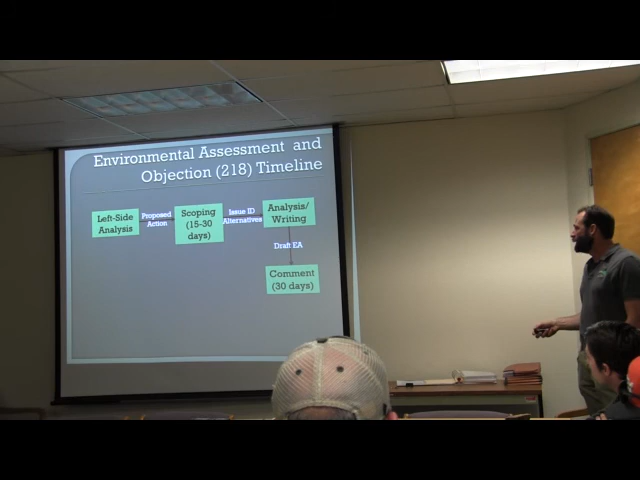 Environmental Assessment and
Objection (218) Timeline
Left-Side
Analysis
Proposed
Action
Scoping
(15-30
days)
Issue ID
Alternatives
Analysis/
Writing
Draft EA
Comment
(30 days)